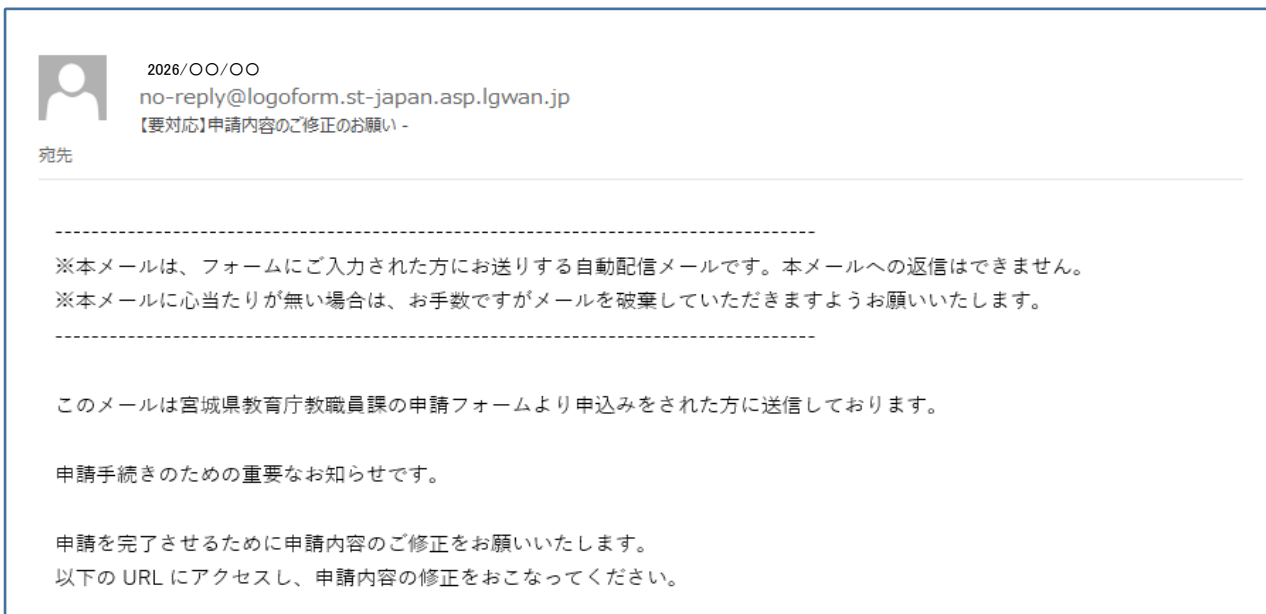 2026/〇〇/〇〇
no-reply@logoform.st-japan.asp.lgwan.jp
【要対応】申請内容のご修正のお願い -
宛先
------------------------------------------------------------------------------------
※本メールは、フォームにご入力された方にお送りする自動配信メールです。本メールへの返信はできません。
※本メールに心当たりが無い場合は、お手数ですがメールを破棄していただきますようお願いいたします。
------------------------------------------------------------------------------------
このメールは宮城県教育庁教職員課の申請フォームより申込みをされた方に送信しております。
申請手続きのための重要なお知らせです。
申請を完了させるために申請内容のご修正をお願いいたします。
以下の URL にアクセスし、申請内容の修正をおこなってください。